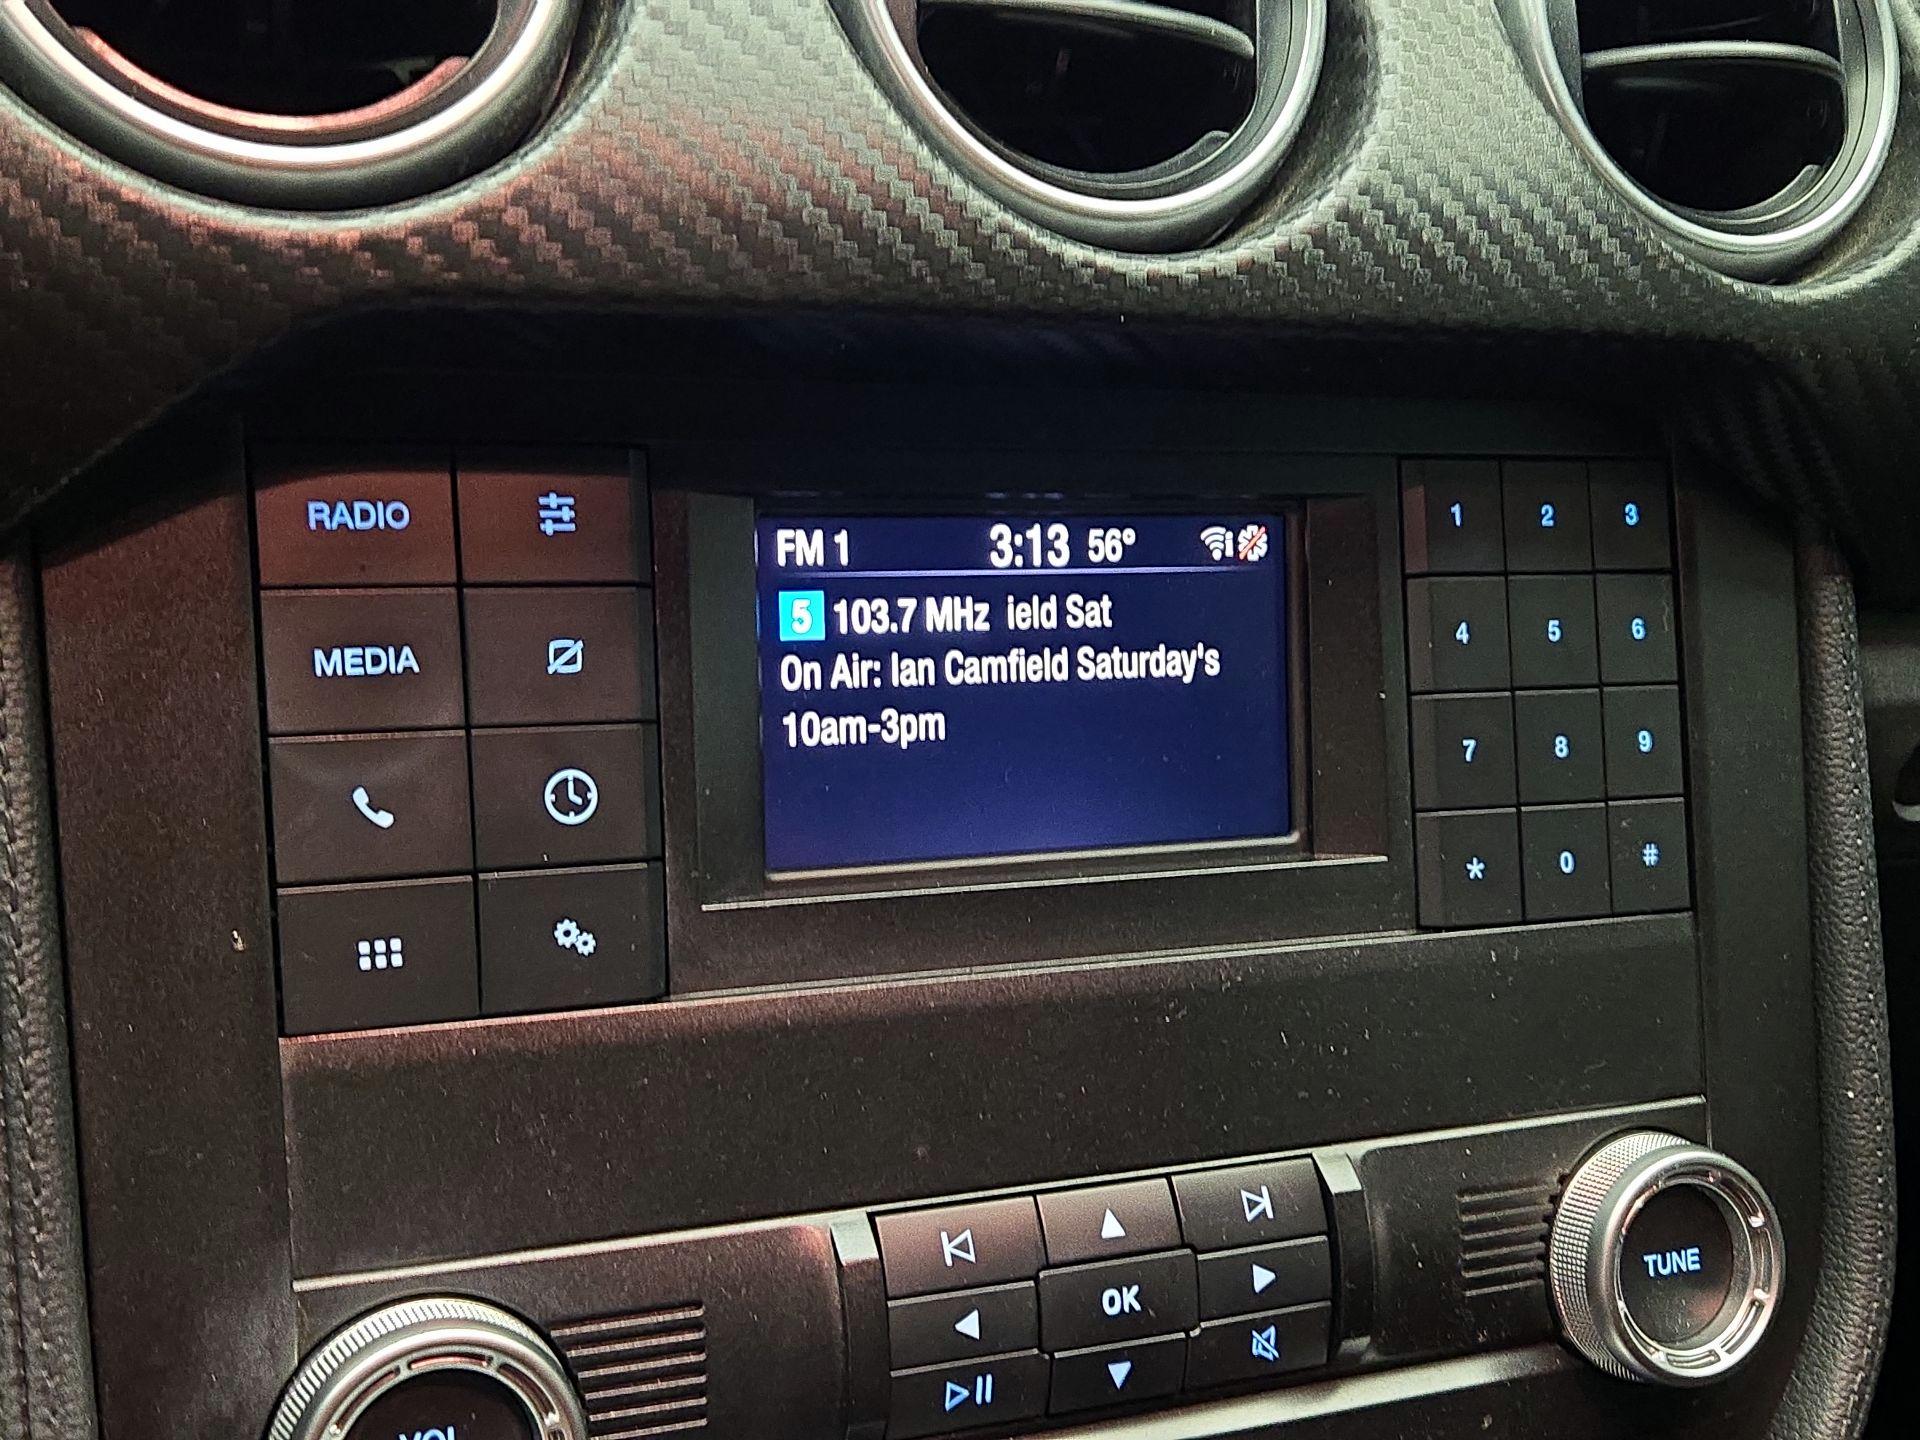 FM 1 3:13 56°
5 103.7 MHz ield Sat
On Air: Ian Camfield Saturday's
10am-3pm
RADIO
MEDIA
1 2 3
4 5 6
7 8 9
* 0 #
OK
TUNE
VOL